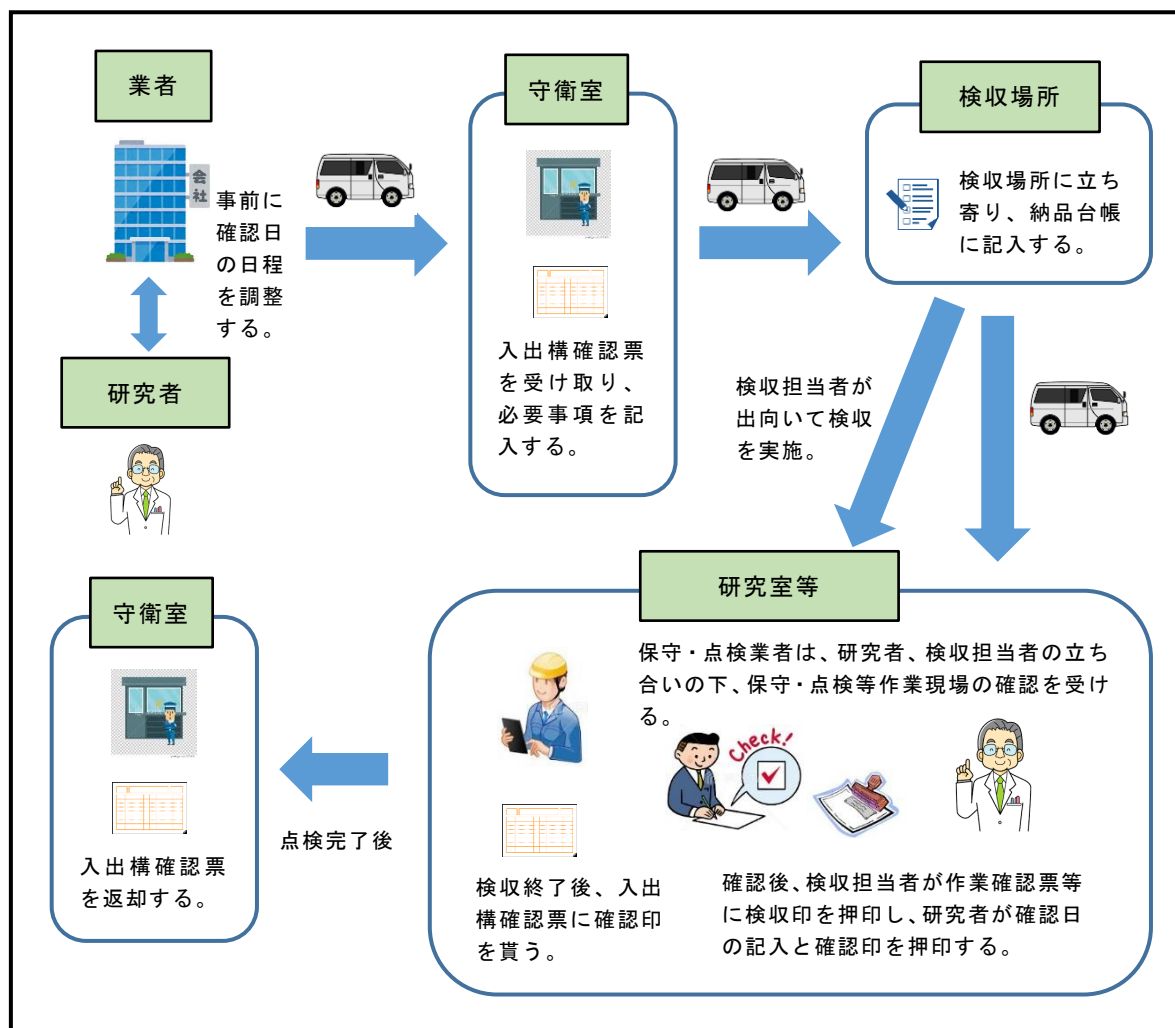 業者
会社
事前に
確認日
の日程
を調整
する。
研究者
守衛室
入出構確認票
を受け取り、
必要事項を記
入する。
検収場所
検収場所に立ち
寄り、納品台帳
に記入する。
検収担当者が
出向いて検収
を実施。
研究室等
保守・点検業者は、研究者、検収担当者の立ち
合いの下、保守・点検等作業現場の確認を受け
る。
Check!
検収終了後、入出
構確認票に確認印
を貰う。
確認後、検収担当者が作業確認票等
に検収印を押印し、研究者が確認日
の記入と確認印を押印する。
点検完了後
守衛室
入出構確認票
を返却する。